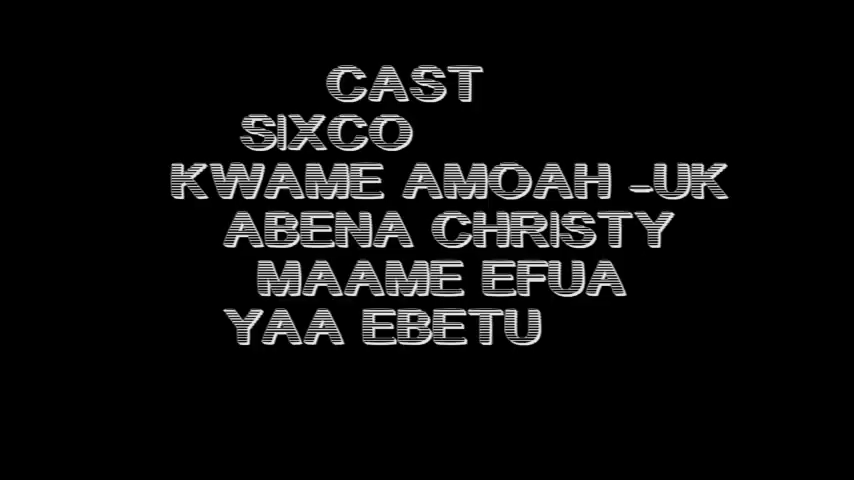 CAST
SIXCO
KWAME AMOAH -UK
ABENA CHRISTY
MAAME EFUA
YAA EBETU